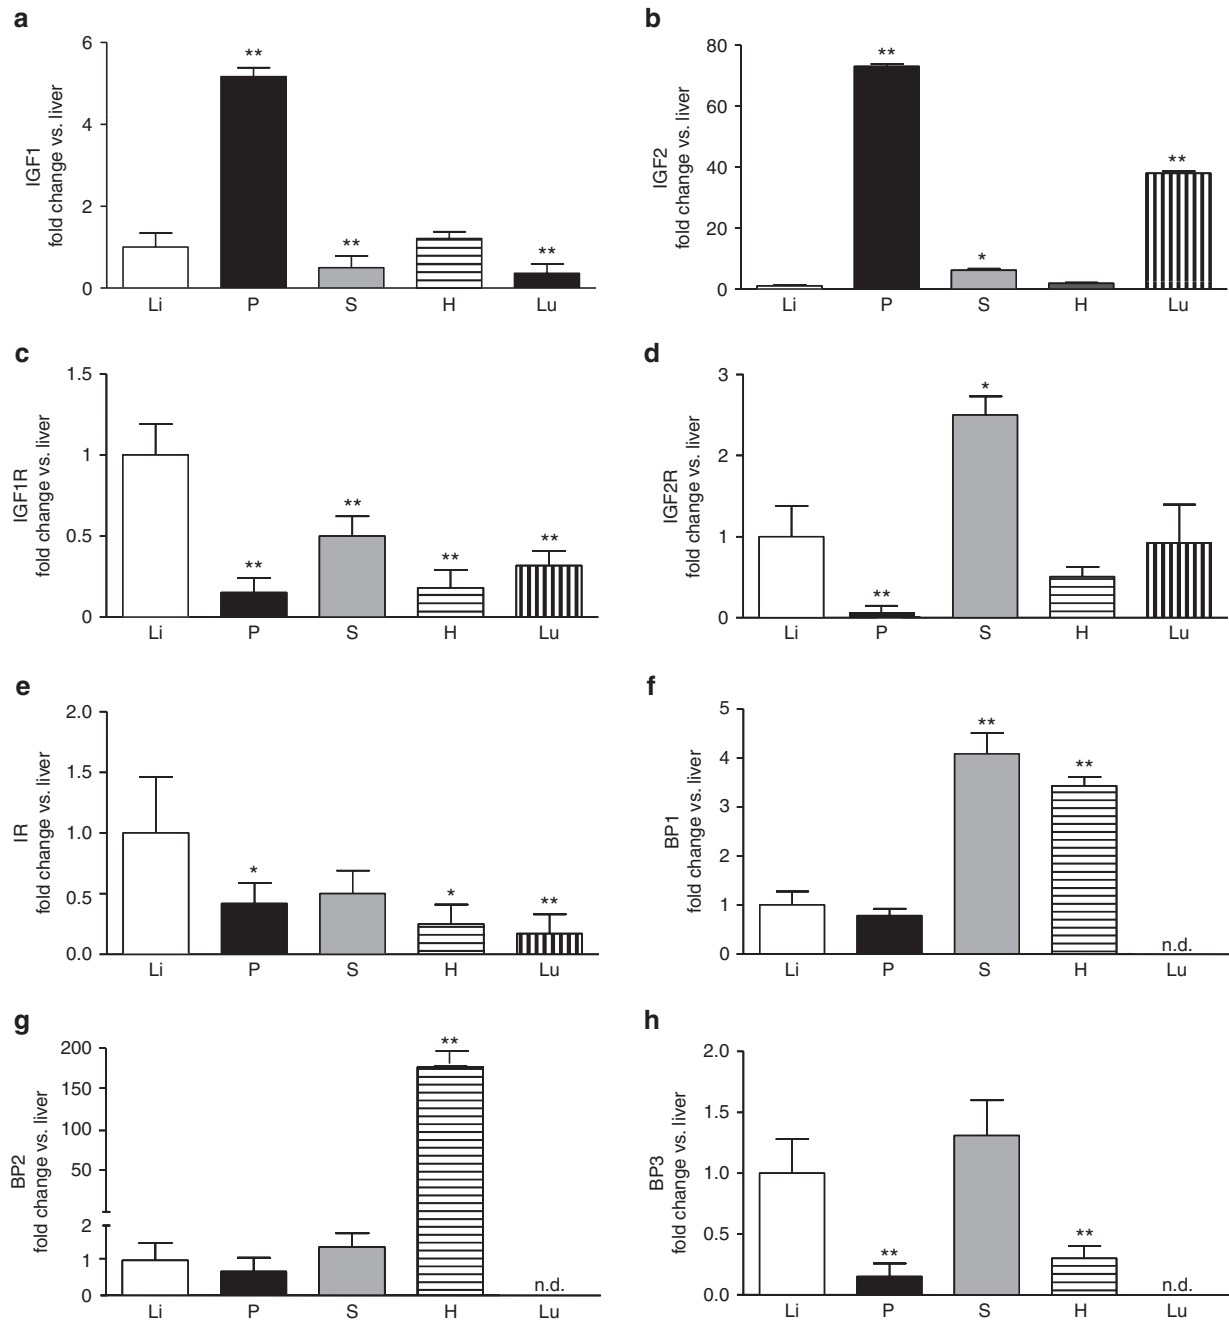 a
IGF1
fold change vs. liver
6
4
2
0
**
**
**
Li P S H Lu
b
IGF2
fold change vs. liver
80
60
40
20
0
**
*
**
Li P S H Lu
c
IGF1R
fold change vs. liver
1.5
1
0.5
0
**
**
**
**
Li P S H Lu
d
IGF2R
fold change vs. liver
3
2
1
0
**
*
Li P S H Lu
e
IR
fold change vs. liver
2.0
1.5
1.0
0.5
0.0
*
*
**
Li P S H Lu
f
BP1
fold change vs. liver
5
4
3
2
1
0
**
**
n.d.
Li P S H Lu
g
BP2
fold change vs. liver
200
150
100
50
2
1
0
**
n.d.
Li P S H Lu
h
BP3
fold change vs. liver
2.0
1.5
1.0
0.5
0.0
**
**
n.d.
Li P S H Lu